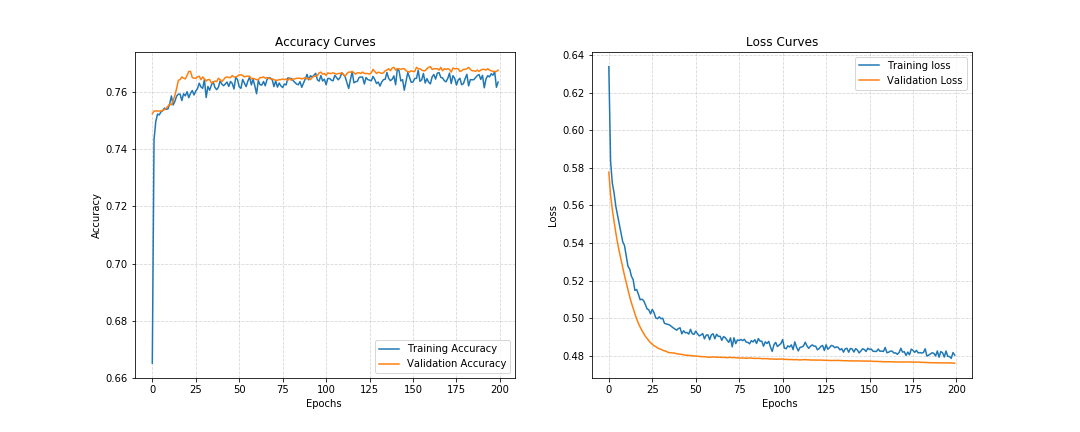 Accuracy Curves
0.76
0.74
0.72
0.70
0.68
0.66
Accuracy
0 25 50 75 100 125 150 175 200
Epochs
Training Accuracy
Validation Accuracy
Loss Curves
0.64
0.62
0.60
0.58
0.56
0.54
0.52
0.50
0.48
Loss
0 25 50 75 100 125 150 175 200
Epochs
Training loss
Validation Loss